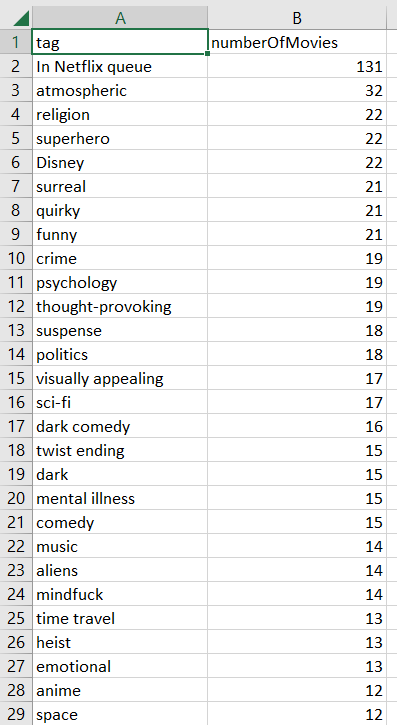 A B
1 tag numberOfMovies
2 In Netflix queue 131
3 atmospheric 32
4 religion 22
5 superhero 22
6 Disney 22
7 surreal 21
8 quirky 21
9 funny 21
10 crime 19
11 psychology 19
12 thought-provoking 19
13 suspense 18
14 politics 18
15 visually appealing 17
16 sci-fi 17
17 dark comedy 16
18 twist ending 15
19 dark 15
20 mental illness 15
21 comedy 15
22 music 14
23 aliens 14
24 mindfuck 14
25 time travel 13
26 heist 13
27 emotional 13
28 anime 12
29 space 12